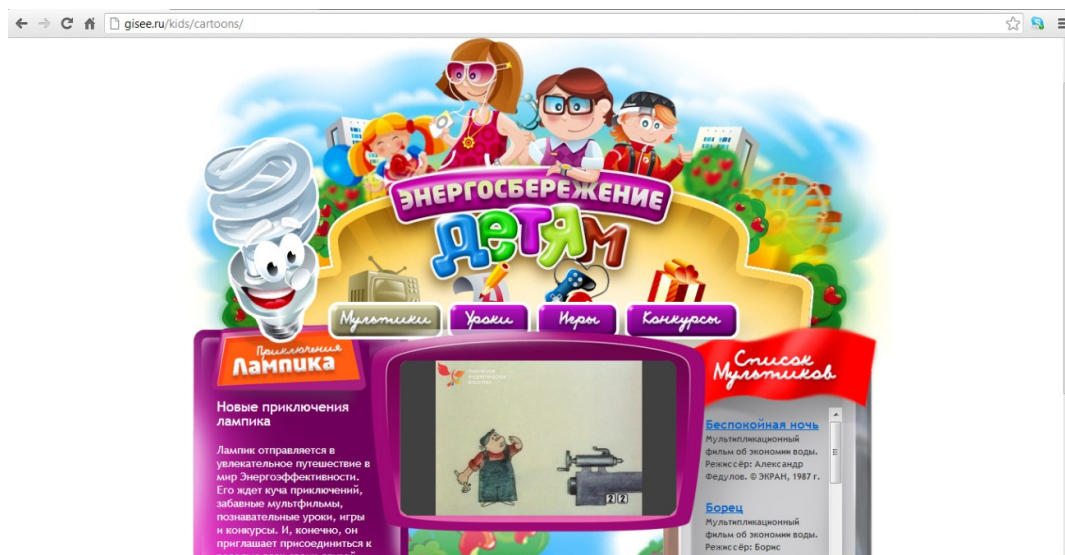 gisee.ru/kids/cartoons/
ЭНЕРГОСБЕРЕЖЕНИЕ
ДЕТЯМ
Мультики
Уроки
Игры
Конкурсы
Приключения
Лампика
Новые приключения
лампика
Лампик отправляется в
увлекательное путешествие в
мир Энергоэффективности.
Его ждет куча приключений,
забавные мультфильмы,
познавательные уроки, игры
и конкурсы. И, конечно, он
приглашает присоединиться к
22
Список
Мультиков
Беспокойная ночь
Мультипликационный
фильм об экономии воды.
Режиссёр: Александр
Федулов. © ЭКРАН, 1987 г.
Борец
Мультипликационный
фильм об экономии воды.
Режиссёр: Борис